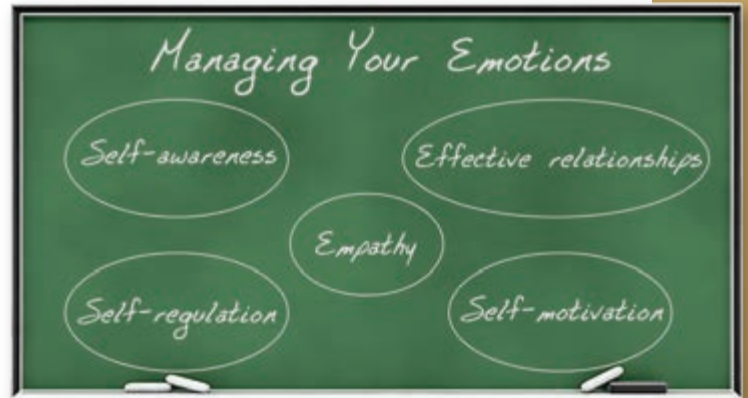 Managing Your Emotions
Self-awareness
Effective relationships
Empathy
Self-regulation
Self-motivation